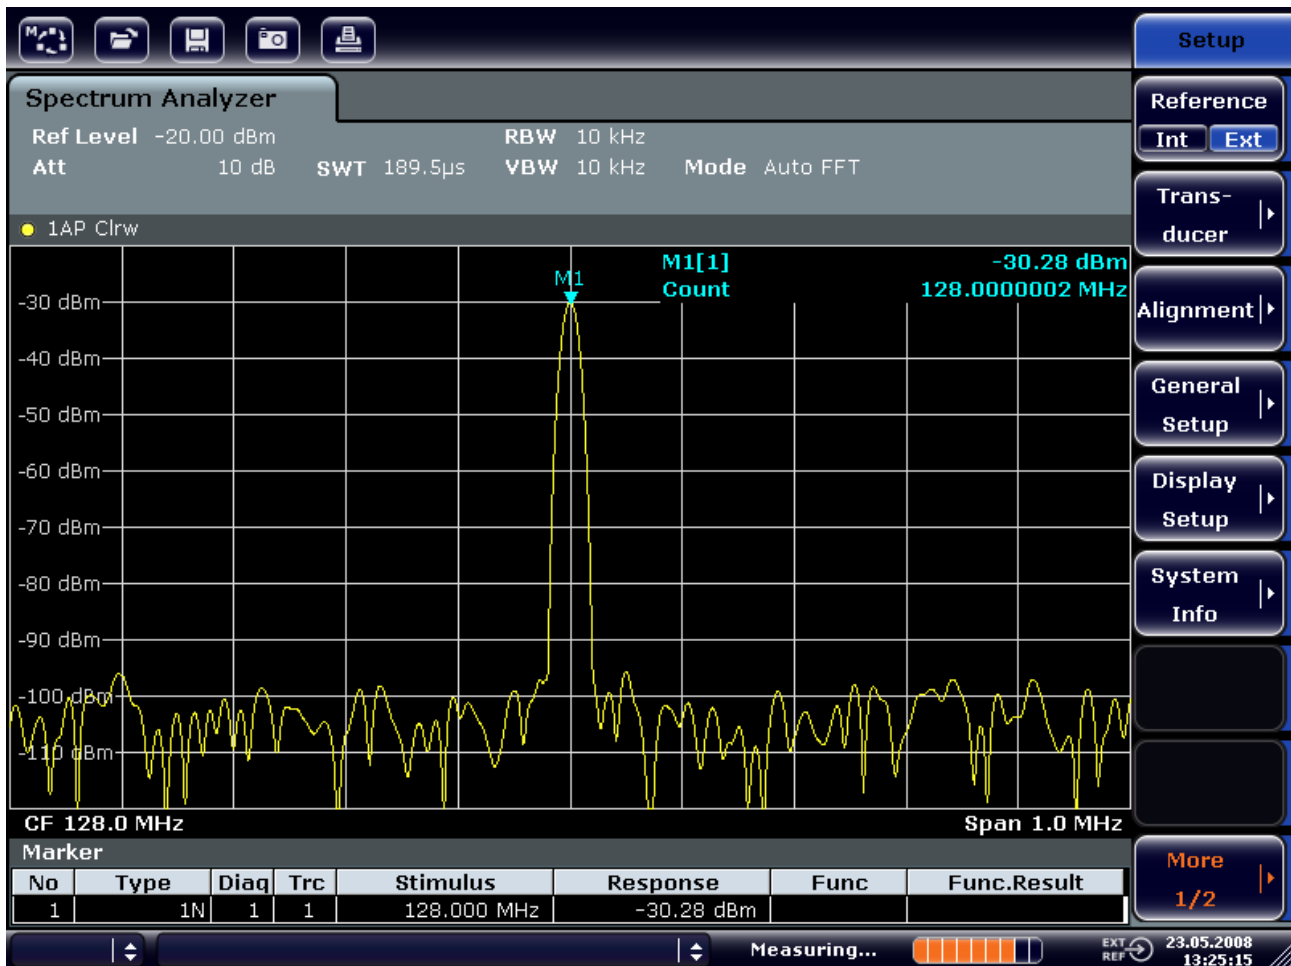 M
Setup
Spectrum Analyzer
Ref Level -20.00 dBm RBW 10 kHz
Att 10 dB SWT 189.5µs VBW 10 kHz Mode Auto FFT
1AP Clrw
M1[1] -30.28 dBm
Count 128.0000002 MHz
M1
-30 dBm
-40 dBm
-50 dBm
-60 dBm
-70 dBm
-80 dBm
-90 dBm
-100 dBm
-110 dBm
CF 128.0 MHz Span 1.0 MHz
Marker
No Type Diaq Trc Stimulus Response Func Func.Result
1 1N 1 1 128.000 MHz -30.28 dBm
Measuring...
EXT
REF
23.05.2008
13:25:15
Reference
Int Ext
Trans-
ducer
Alignment
General
Setup
Display
Setup
System
Info
More
1/2